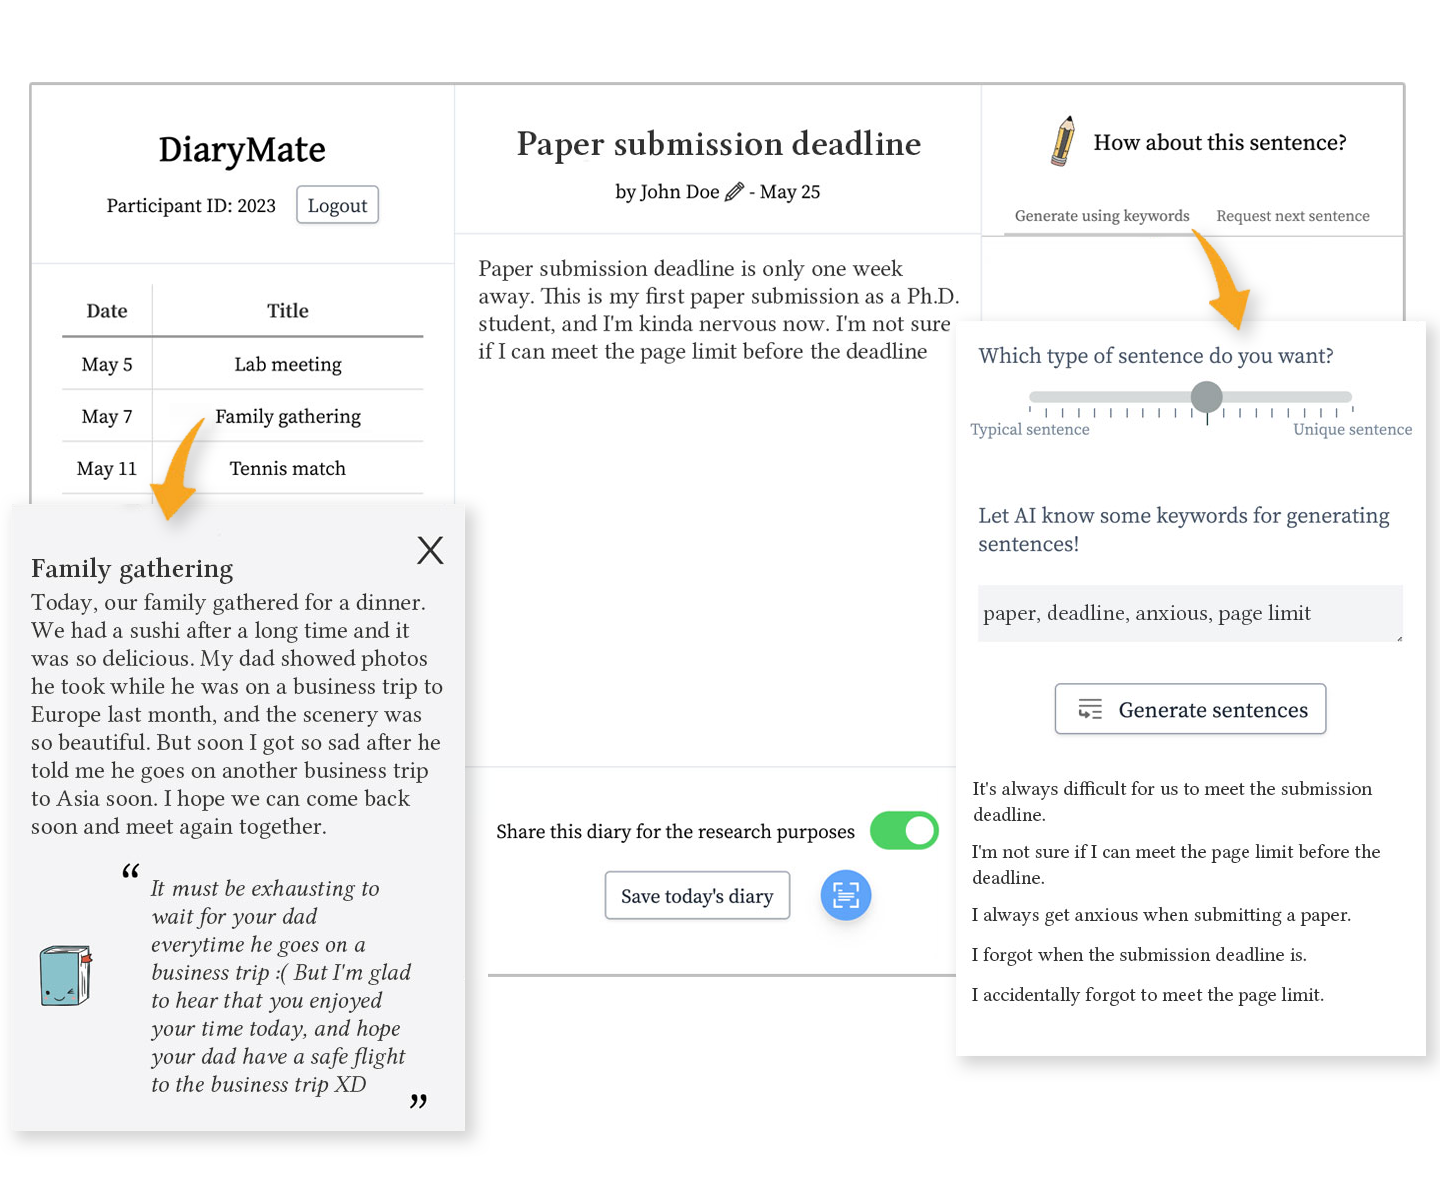 DiaryMate
Participant ID: 2023 Logout
Date Title
May 5 Lab meeting
May 7 Family gathering
May 11 Tennis match
Family gathering X
Today, our family gathered for a dinner.
We had a sushi after a long time and it
was so delicious. My dad showed photos
he took while he was on a business trip to
Europe last month, and the scenery was
so beautiful. But soon I got so sad after he
told me he goes on another business trip
to Asia soon. I hope we can come back
soon and meet again together.
“ It must be exhausting to
wait for your dad
everytime he goes on a
business trip :( But I'm glad
to hear that you enjoyed
your time today, and hope
your dad have a safe flight
to the business trip XD ”
Paper submission deadline
by John Doe - May 25
Paper submission deadline is only one week
away. This is my first paper submission as a Ph.D.
student, and I'm kinda nervous now. I'm not sure
if I can meet the page limit before the deadline
Share this diary for the research purposes
Save today's diary
How about this sentence?
Generate using keywords Request next sentence
Which type of sentence do you want?
Typical sentence Unique sentence
Let AI know some keywords for generating
sentences!
paper, deadline, anxious, page limit
Generate sentences
It's always difficult for us to meet the submission
deadline.
I'm not sure if I can meet the page limit before the
deadline.
I always get anxious when submitting a paper.
I forgot when the submission deadline is.
I accidentally forgot to meet the page limit.